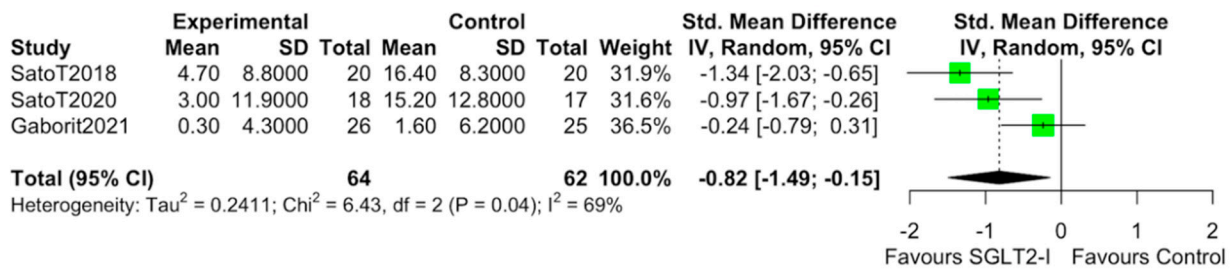 Experimental Control Std. Mean Difference Std. Mean Difference
Study Mean SD Total Mean SD Total Weight IV, Random, 95% CI IV, Random, 95% CI
SatoT2018 4.70 8.8000 20 16.40 8.3000 20 31.9% -1.34 [-2.03; -0.65]
SatoT2020 3.00 11.9000 18 15.20 12.8000 17 31.6% -0.97 [-1.67; -0.26]
Gaborit2021 0.30 4.3000 26 1.60 6.2000 25 36.5% -0.24 [-0.79; 0.31]
Total (95% CI) 64 62 100.0% -0.82 [-1.49; -0.15]
Heterogeneity: Tau² = 0.2411; Chi² = 6.43, df = 2 (P = 0.04); I² = 69%
-2 -1 0 1 2
Favours SGLT2-I Favours Control